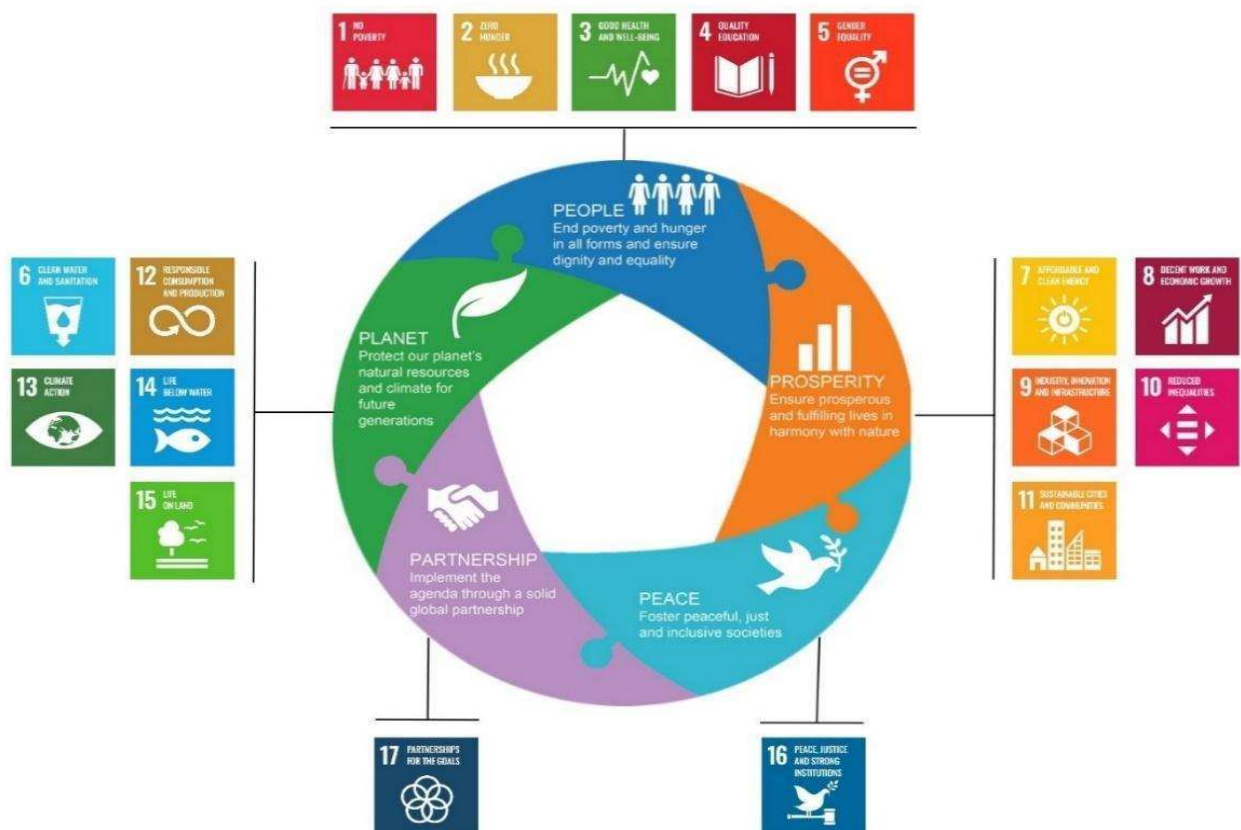 1 NO
POVERTY
2 ZERO
HUNGER
3 GOOD HEALTH
AND WELL-BEING
4 QUALITY
EDUCATION
5 GENDER
EQUALITY
PEOPLE
End poverty and hunger
in all forms and ensure
dignity and equality
6 CLEAN WATER
AND SANITATION
12 RESPONSIBLE
CONSUMPTION
AND PRODUCTION
13 CLIMATE
ACTION
14 LIFE
BELOW WATER
15 LIFE
ON LAND
PLANET
Protect our planet's
natural resources
and climate for
future
generations
PROSPERITY
Ensure prosperous
and fulfilling lives in
harmony with nature
7 AFFORDABLE AND
CLEAN ENERGY
8 DECENT WORK AND
ECONOMIC GROWTH
9 INDUSTRY, INNOVATION
AND INFRASTRUCTURE
10 REDUCED
INEQUALITIES
11 SUSTAINABLE CITIES
AND COMMUNITIES
PARTNERSHIP
Implement the
agenda through a solid
global partnership
PEACE
Foster peaceful, just
and inclusive societies
17 PARTNERSHIPS
FOR THE GOALS
16 PEACE, JUSTICE
AND STRONG
INSTITUTIONS